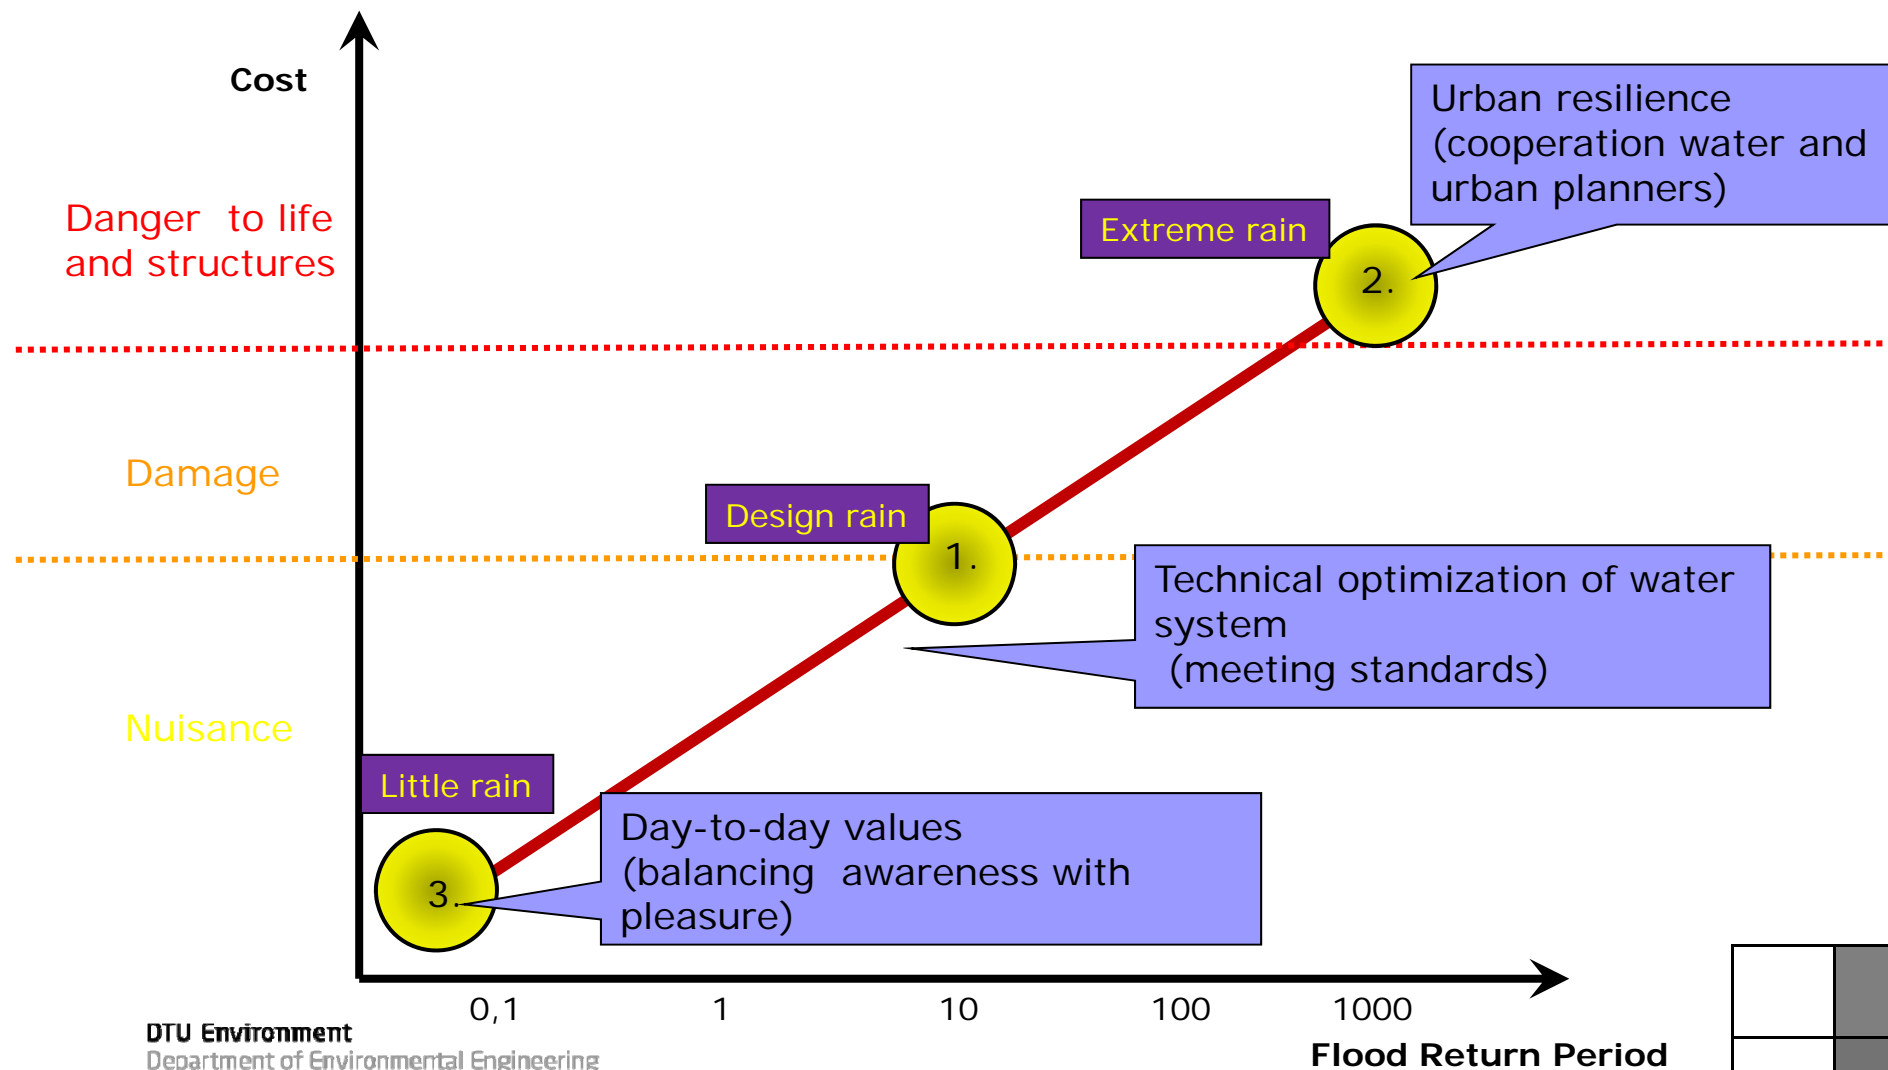 Cost
Urban resilience
(cooperation water and
urban planners)
Danger to life
and structures
Extreme rain
2.
Damage
Design rain
1.
Technical optimization of water
system
(meeting standards)
Nuisance
Little rain
3.
Day-to-day values
(balancing awareness with
pleasure)
0,1 1 10 100 1000
Flood Return Period
DTU Environment
Department of Environmental Engineering